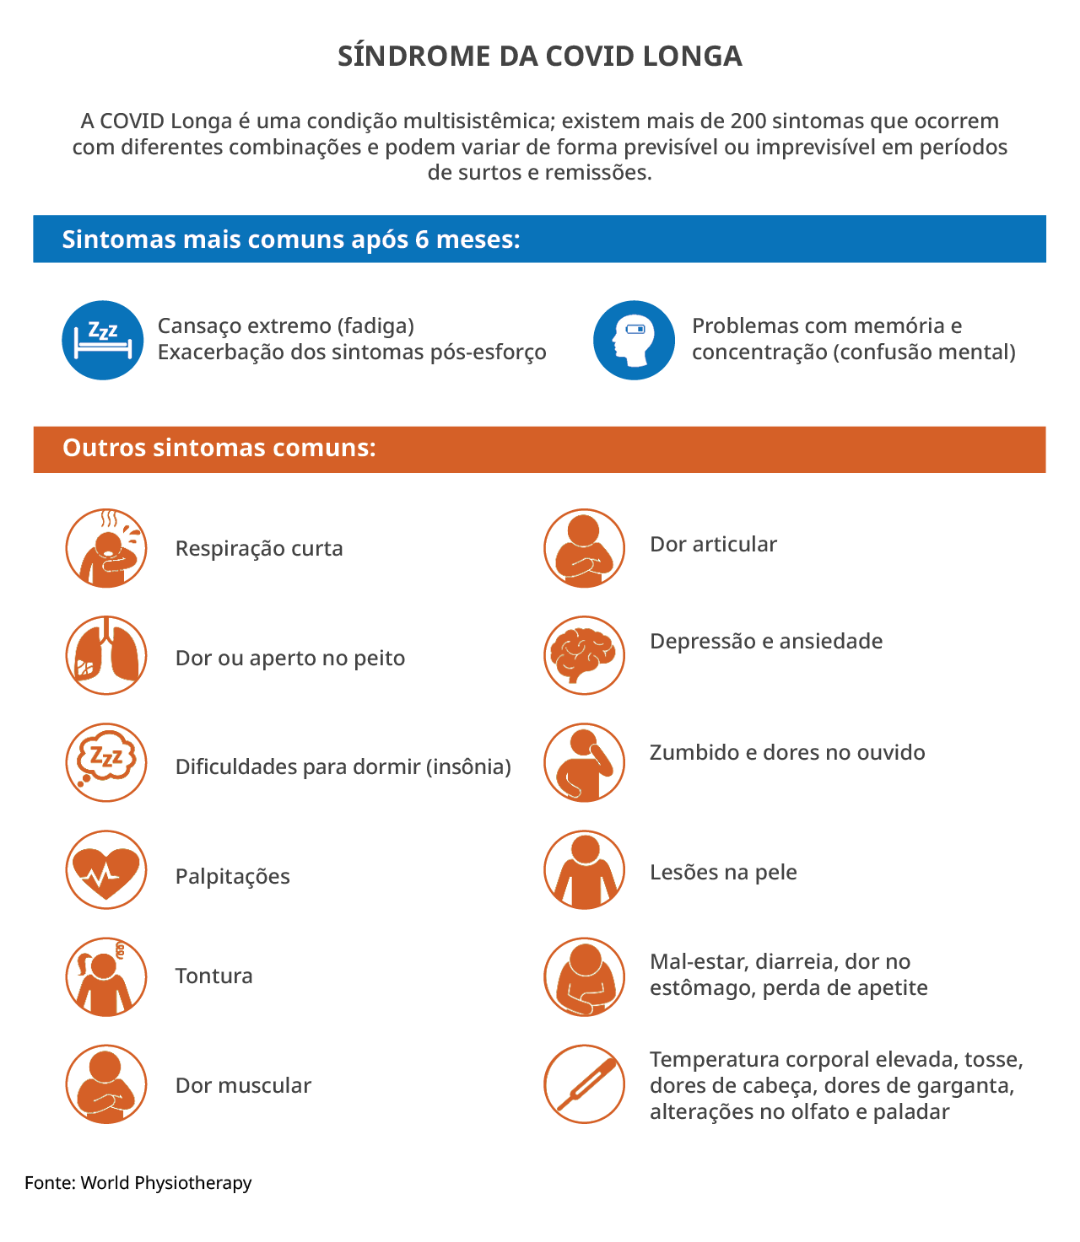 SÍNDROME DA COVID LONGA
A COVID Longa é uma condição multisistêmica; existem mais de 200 sintomas que ocorrem
com diferentes combinações e podem variar de forma previsível ou imprevisível em períodos
de surtos e remissões.
Sintomas mais comuns após 6 meses:
Zzz
Cansaço extremo (fadiga)
Exacerbação dos sintomas pós-esforço
Problemas com memória e
concentração (confusão mental)
Outros sintomas comuns:
Respiração curta
Dor articular
Dor ou aperto no peito
Depressão e ansiedade
Zzz
Dificuldades para dormir (insônia)
Zumbido e dores no ouvido
Palpitações
Lesões na pele
Tontura
Mal-estar, diarreia, dor no
estômago, perda de apetite
Dor muscular
Temperatura corporal elevada, tosse,
dores de cabeça, dores de garganta,
alterações no olfato e paladar
Fonte: World Physiotherapy